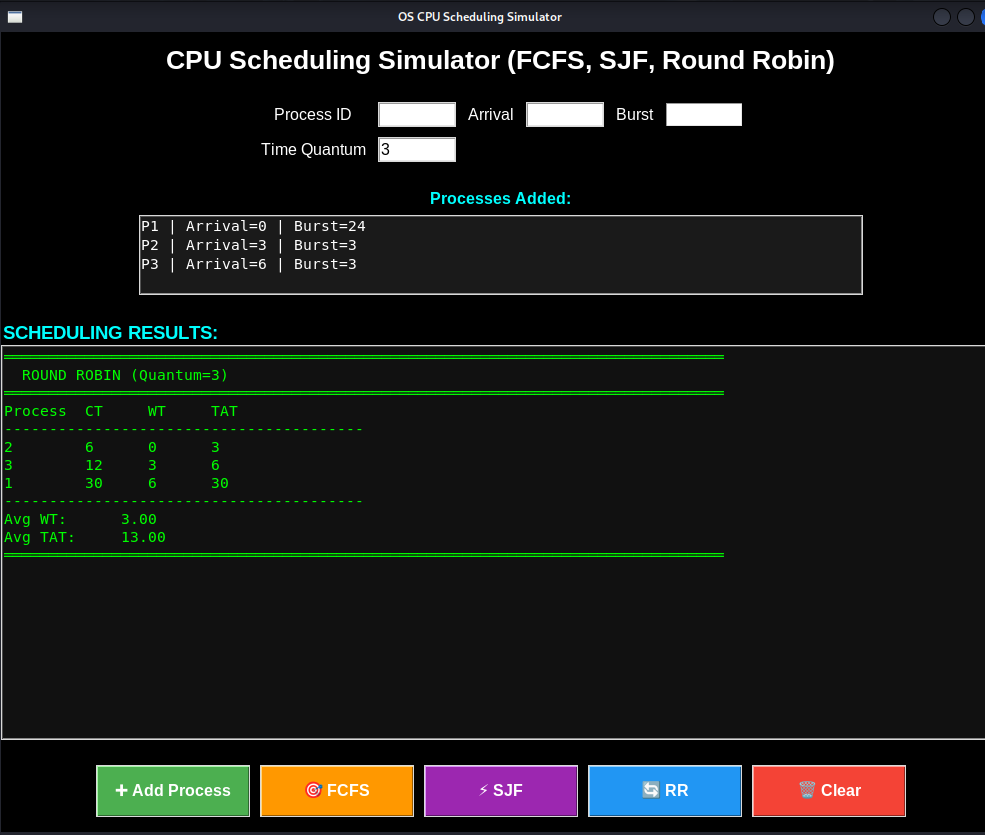 OS CPU Scheduling Simulator
CPU Scheduling Simulator (FCFS, SJF, Round Robin)
Process ID Arrival Burst
Time Quantum 3
Processes Added:
P1 | Arrival=0 | Burst=24
P2 | Arrival=3 | Burst=3
P3 | Arrival=6 | Burst=3
SCHEDULING RESULTS:
ROUND ROBIN (Quantum=3)
Process CT WT TAT
----------------------------------------
2 6 0 3
3 12 3 6
1 30 6 30
----------------------------------------
Avg WT: 3.00
Avg TAT: 13.00
➕ Add Process 🎯 FCFS ⚡ SJF 🔄 RR 🗑️ Clear